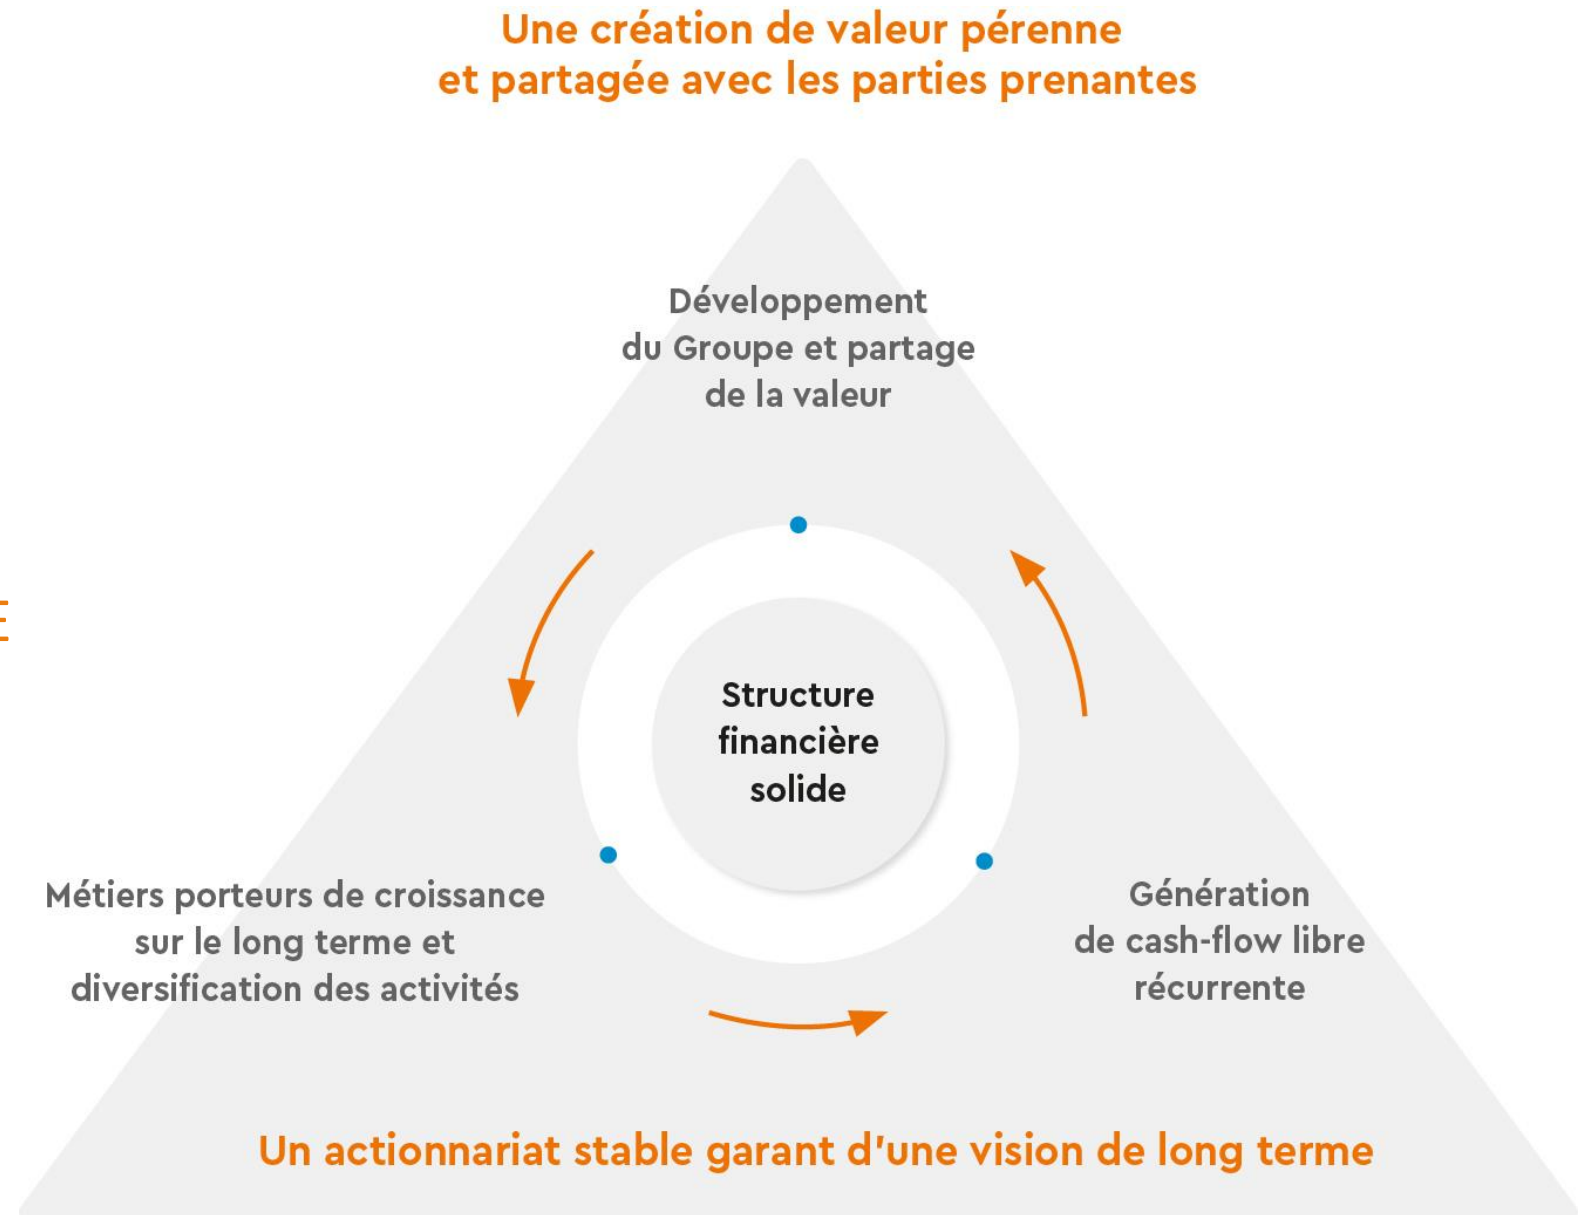 Une création de valeur pérenne
et partagée avec les parties prenantes
Développement
du Groupe et partage
de la valeur
E
Structure
financière
solide
Métiers porteurs de croissance
sur le long terme et
diversification des activités
Génération
de cash-flow libre
récurrente
Un actionnariat stable garant d'une vision de long terme